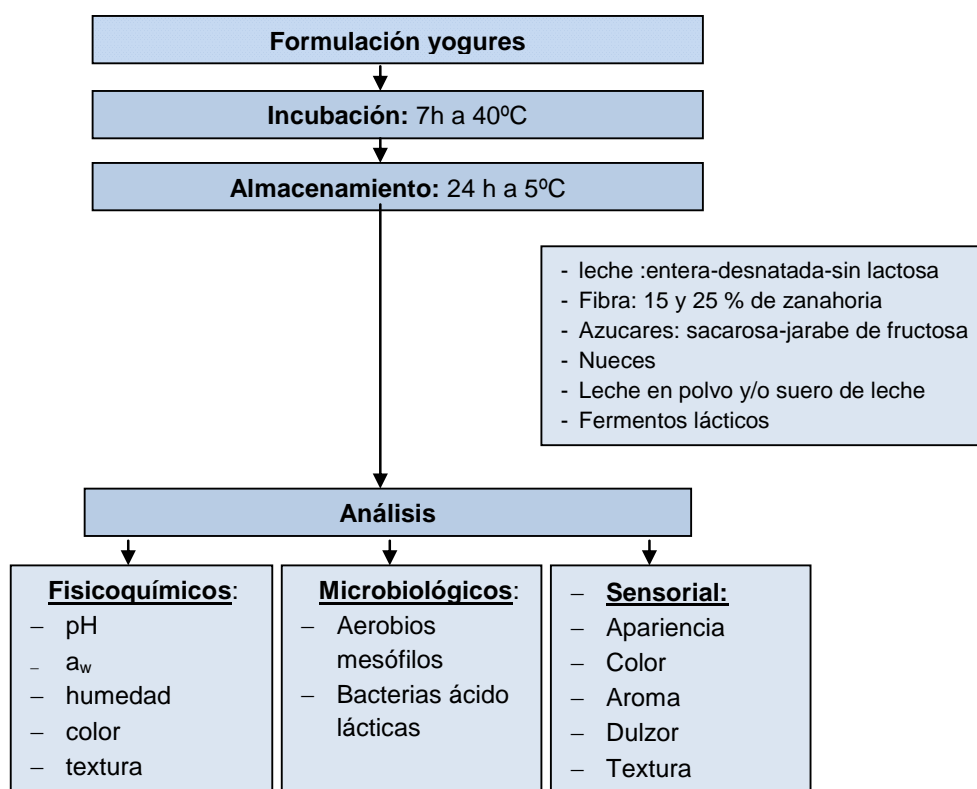 Formulación yogures
Incubación: 7h a 40ºC
Almacenamiento: 24 h a 5ºC
- leche :entera-desnatada-sin lactosa
- Fibra: 15 y 25 % de zanahoria
- Azucares: sacarosa-jarabe de fructosa
- Nueces
- Leche en polvo y/o suero de leche
- Fermentos lácticos
Análisis
Fisicoquímicos:
– pH
– aw
– humedad
– color
– textura
Microbiológicos:
– Aerobios
mesófilos
– Bacterias ácido
lácticas
– Sensorial:
– Apariencia
– Color
– Aroma
– Dulzor
– Textura